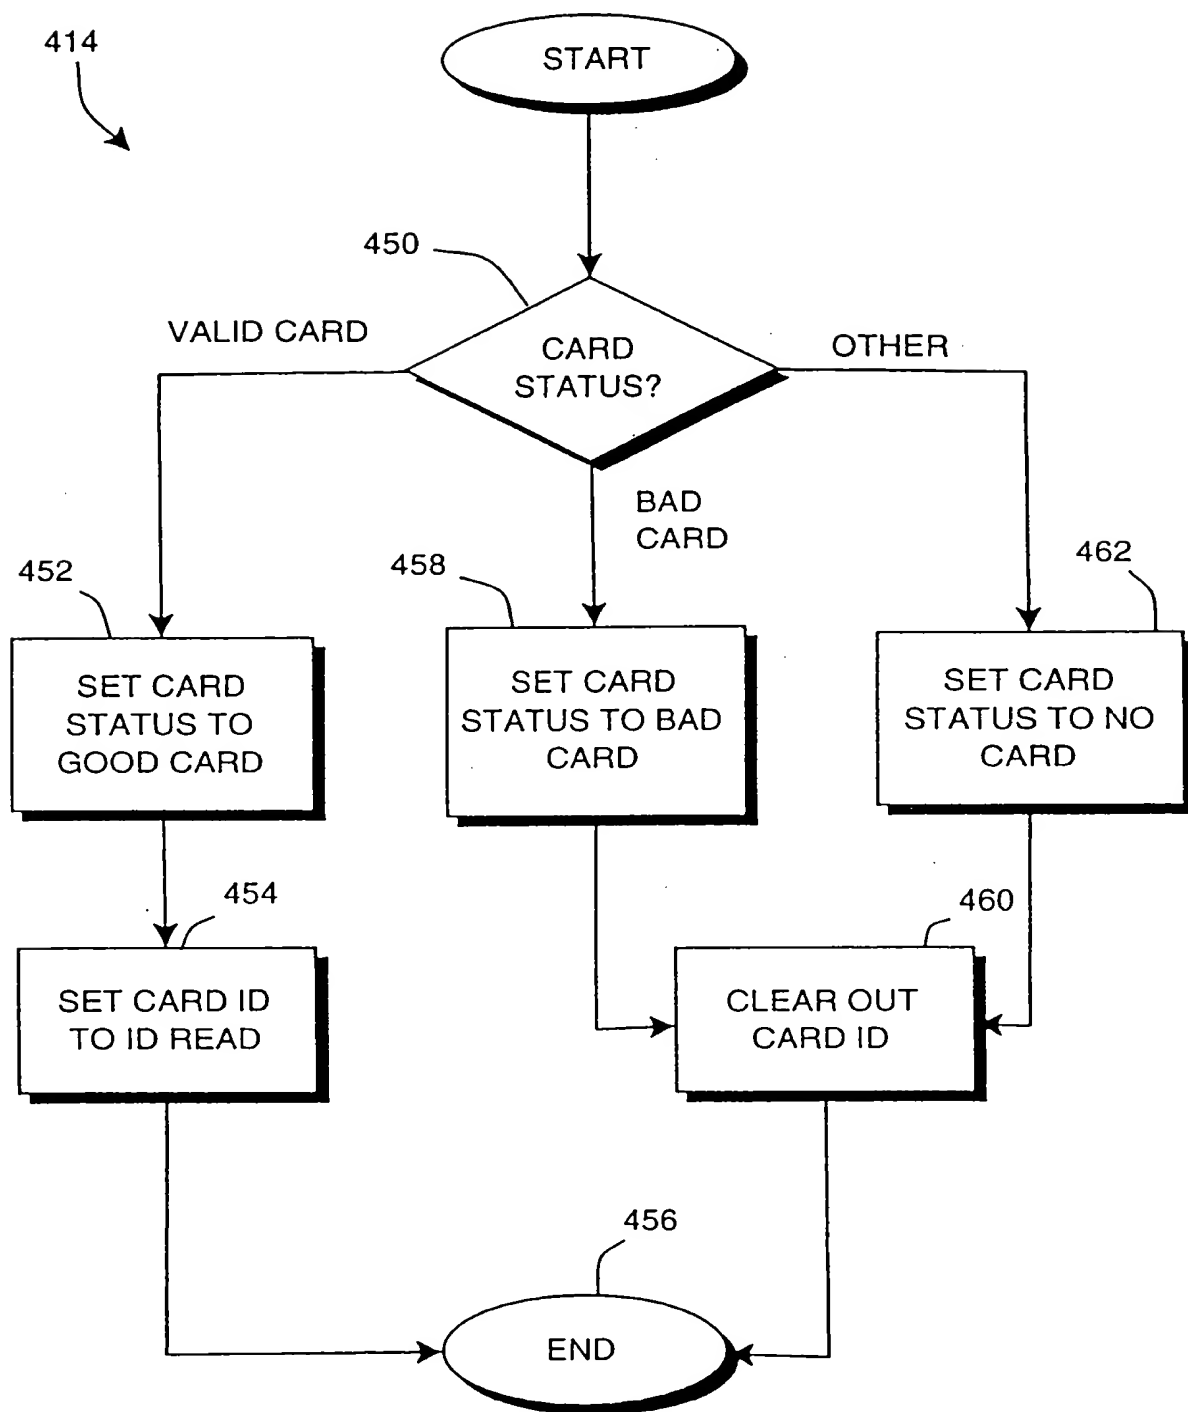 414
START
450
VALID CARD
CARD
STATUS?
OTHER
BAD
CARD
452
458
462
SET CARD
STATUS TO
GOOD CARD
SET CARD
STATUS TO BAD
CARD
SET CARD
STATUS TO NO
CARD
454
460
SET CARD ID
TO ID READ
CLEAR OUT
CARD ID
456
END